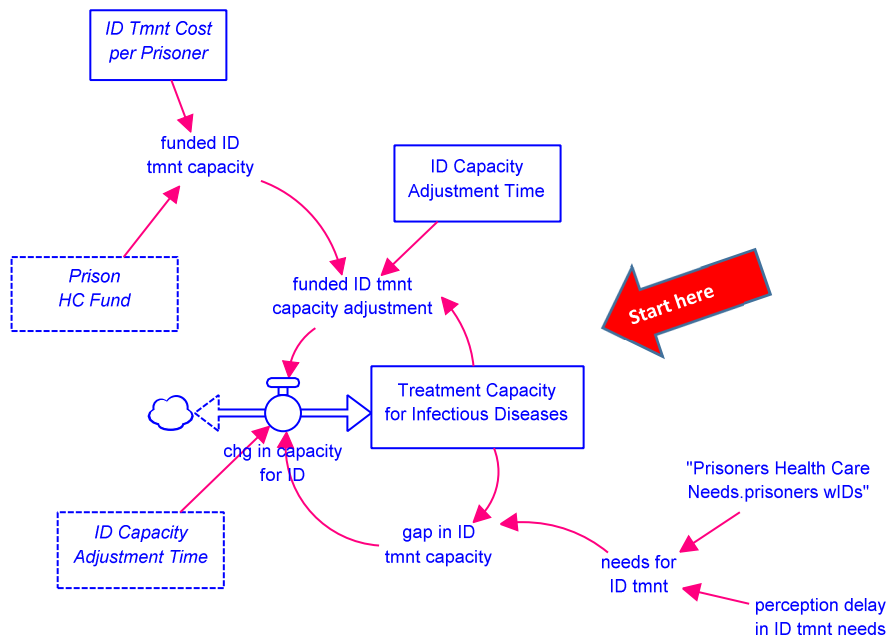 ID Tmnt Cost
per Prisoner
funded ID
tmnt capacity
ID Capacity
Adjustment Time
Prison
HC Fund
funded ID tmnt
capacity adjustment
Start here
Treatment Capacity
for Infectious Diseases
chg in capacity
for ID
"Prisoners Health Care
Needs.prisoners wIDs"
ID Capacity
Adjustment Time
gap in ID
tmnt capacity
needs for
ID tmnt
perception delay
in ID tmnt needs